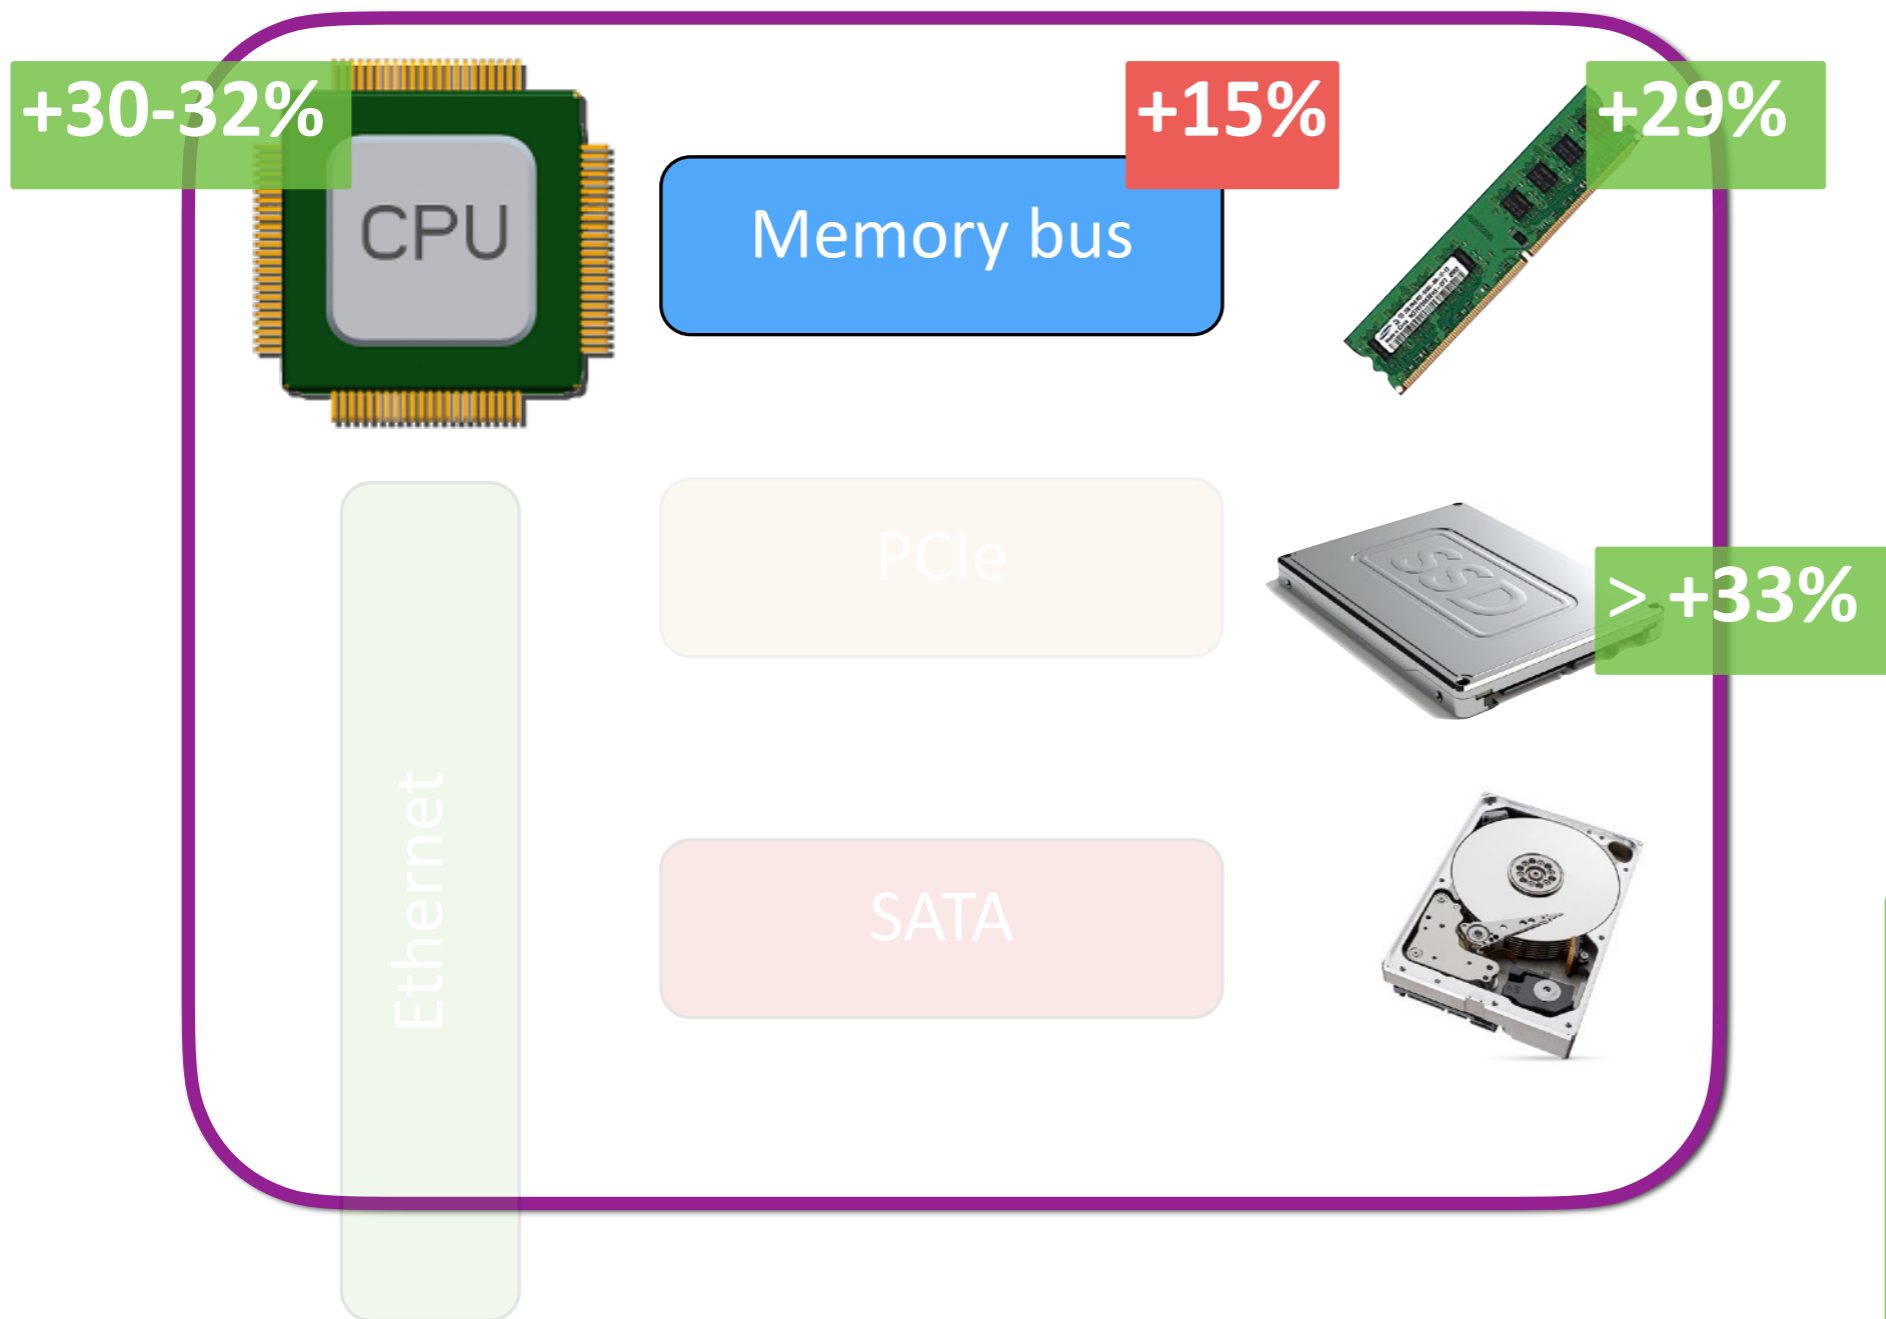 +30-32%
+15%
+29%
CPU
Memory bus
PCIe
SSD
> +33%
Ethernet
SATA